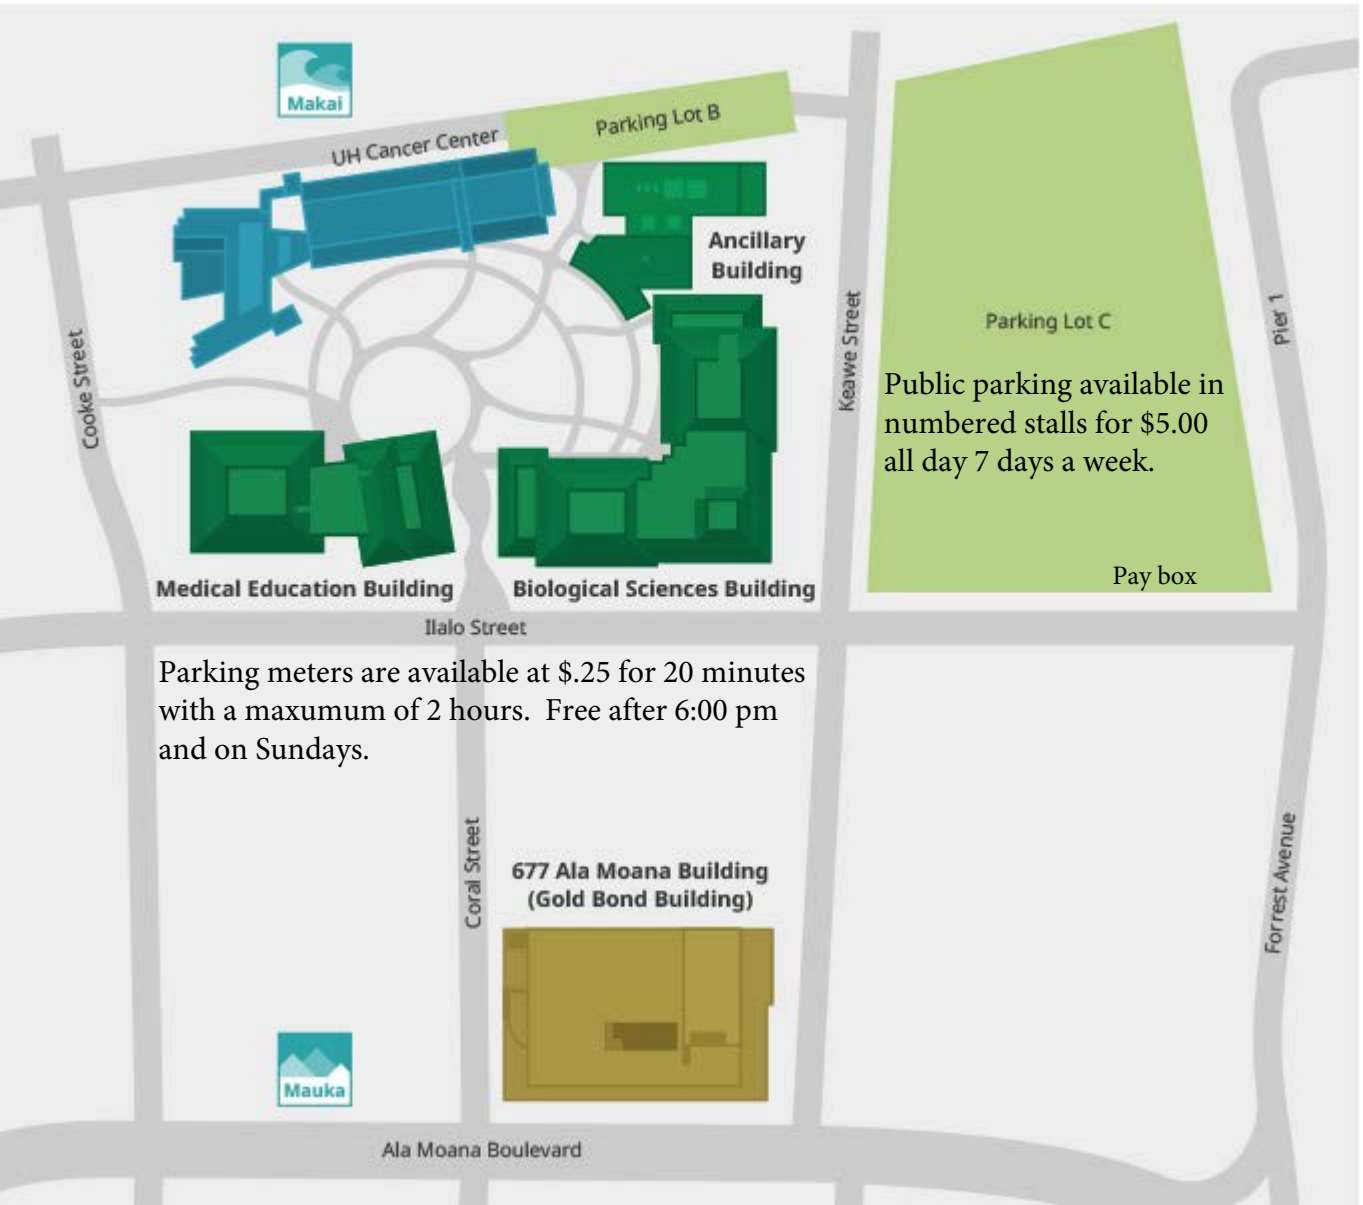 Makai
UH Cancer Center
Parking Lot B
Ancillary
Building
Cooke Street
Keawe Street
Parking Lot C
Pier 1
Public parking available in
numbered stalls for $5.00
all day 7 days a week.
Pay box
Medical Education Building
Biological Sciences Building
Ilalo Street
Parking meters are available at $.25 for 20 minutes
with a maxumum of 2 hours.  Free after 6:00 pm
and on Sundays.
Coral Street
677 Ala Moana Building
(Gold Bond Building)
Forrest Avenue
Mauka
Ala Moana Boulevard